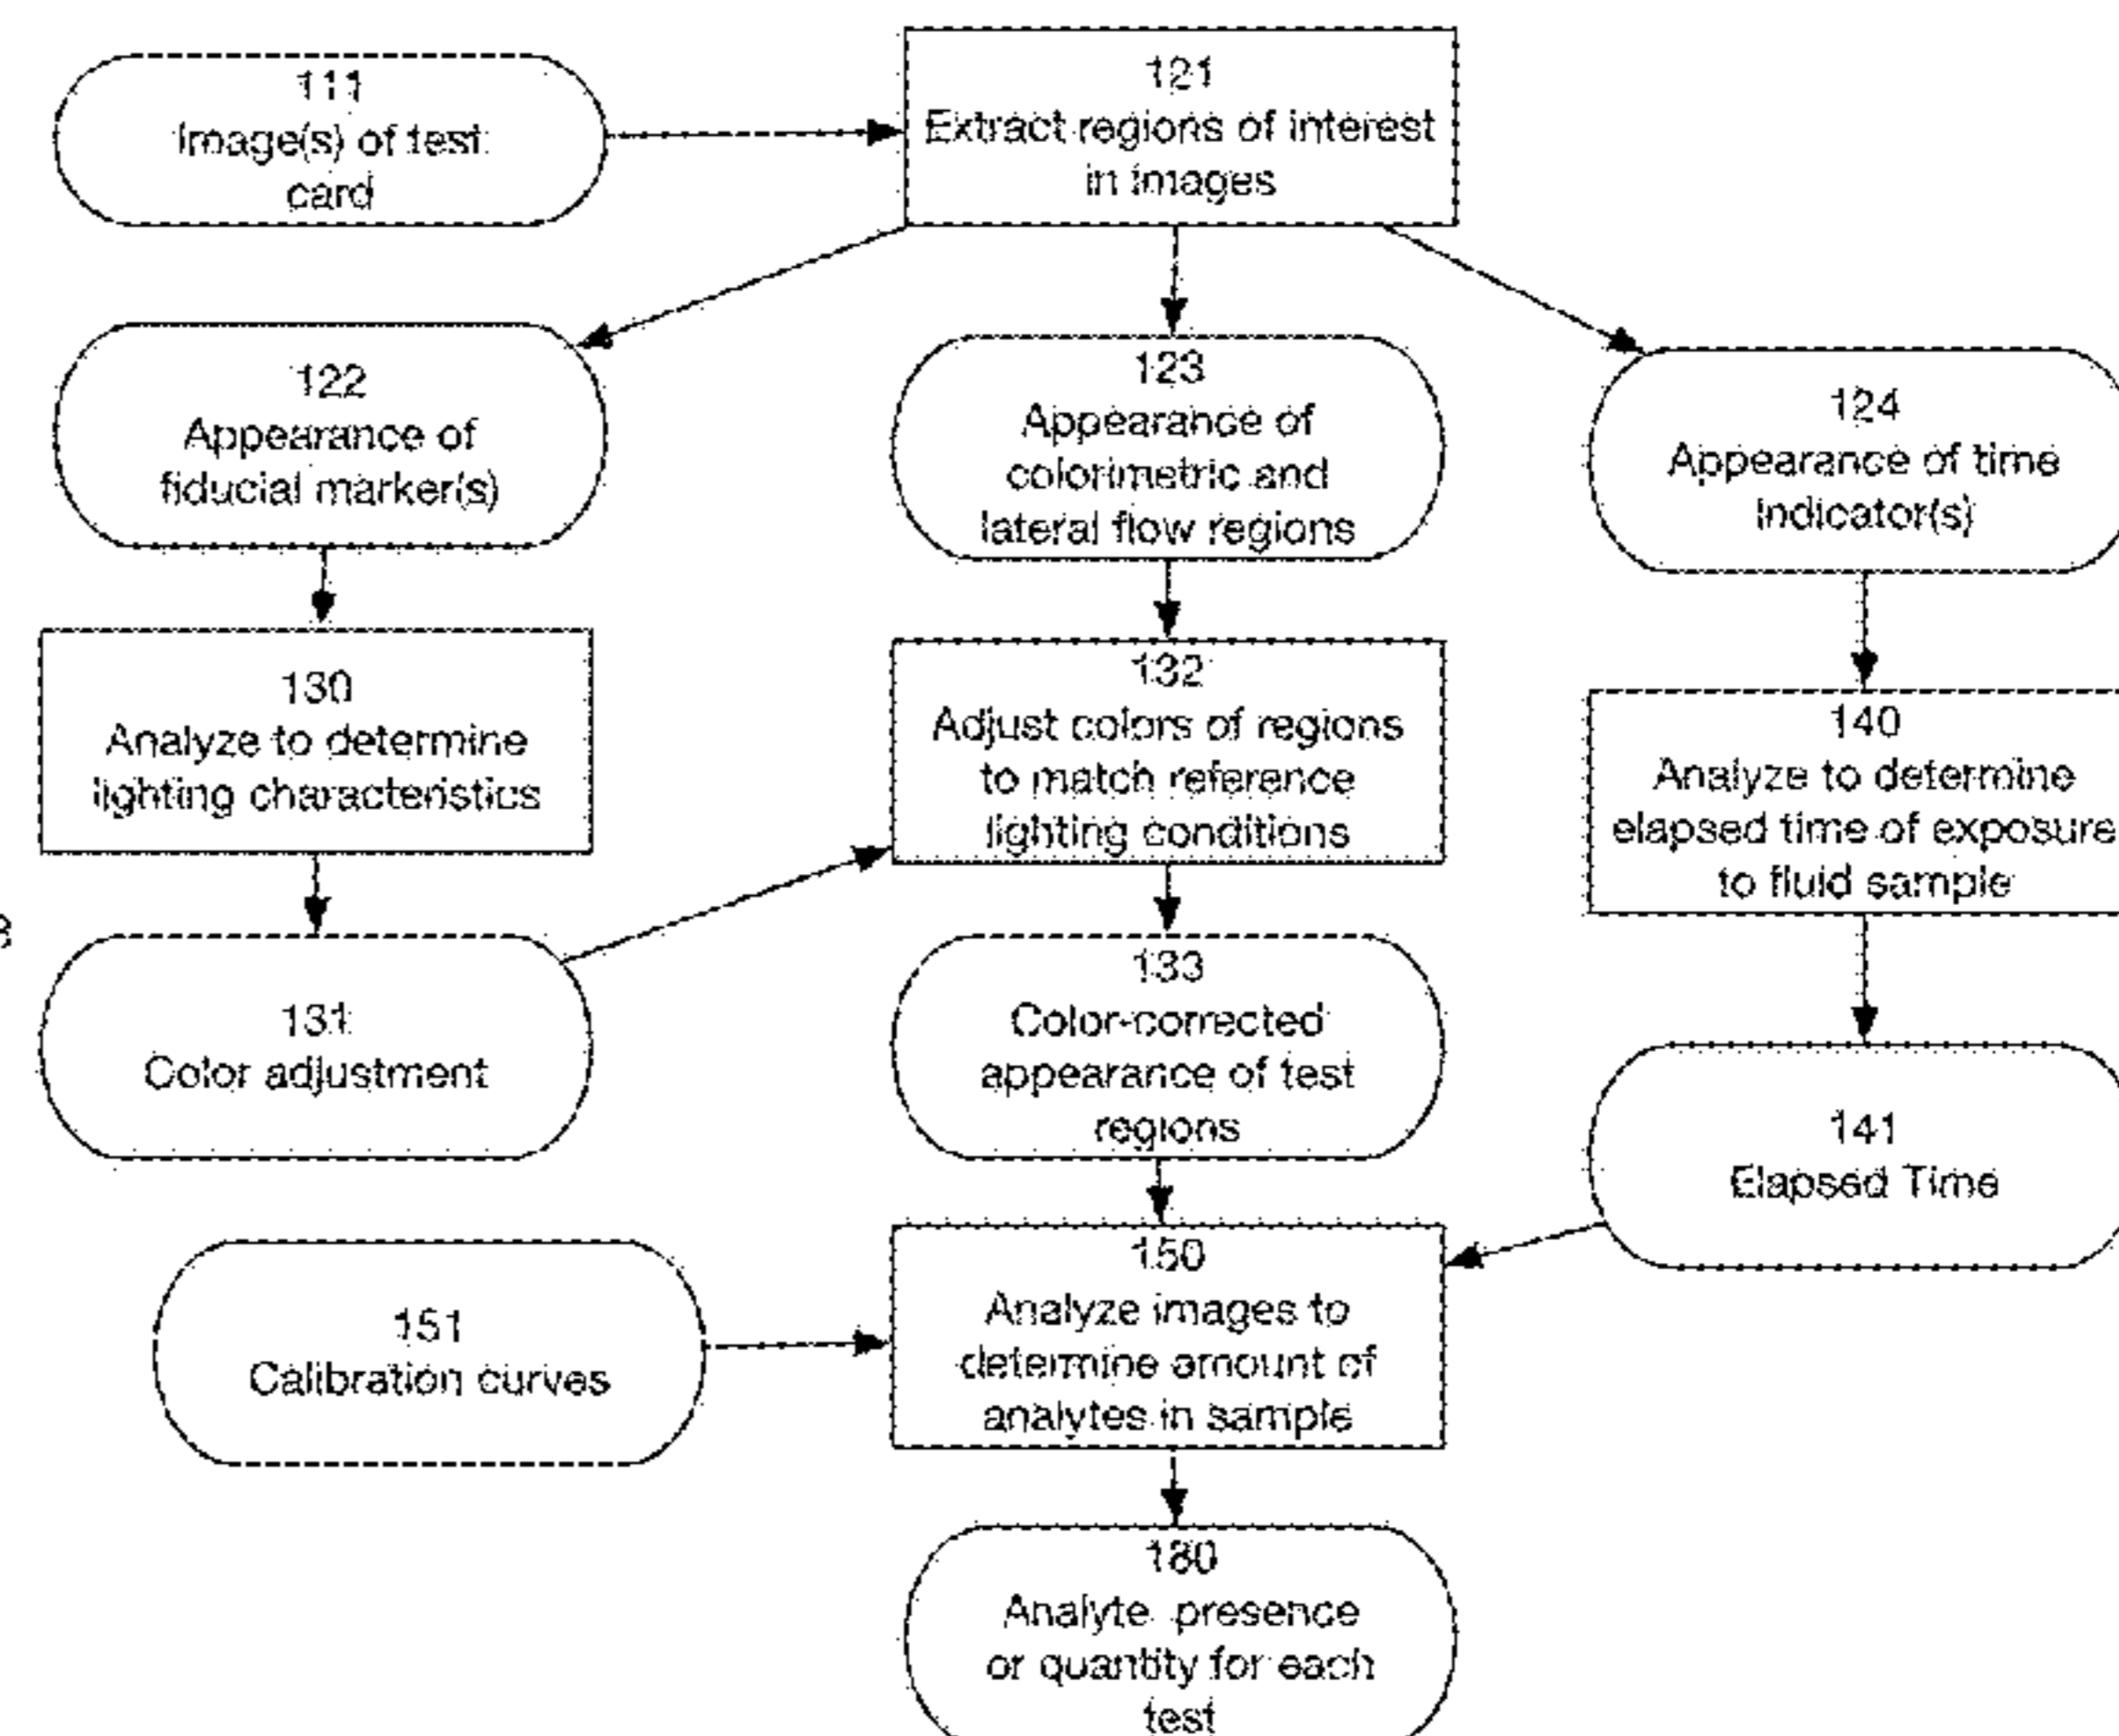 111
Image(s) of test
card
121
Extract regions of interest
in images
122
Appearance of
fiducial marker(s)
123
Appearance of
colorimetric and
lateral flow regions
124
Appearance of time
indicator(s)
130
Analyze to determine
lighting characteristics
132
Adjust colors of regions
to match reference
lighting conditions
140
Analyze to determine
elapsed time of exposure
to fluid sample
131
Color adjustment
133
Color-corrected
appearance of test
regions
141
Elapsed Time
151
Calibration curves
150
Analyze images to
determine amount of
analytes in sample
180
Analyte presence
or quantity for each
test